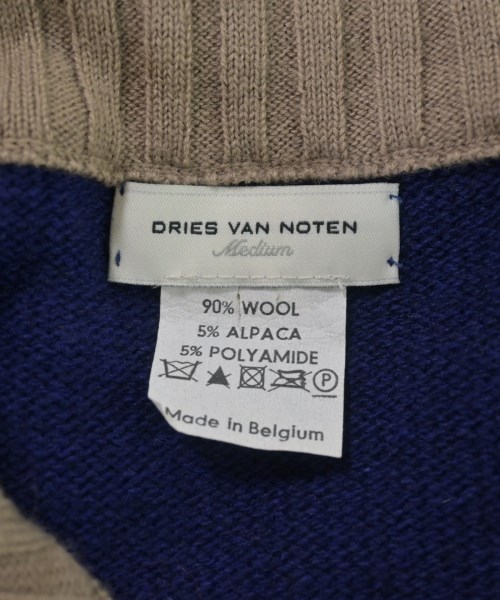 DRIES VAN NOTEN
Medium
90% WOOL
5% ALPACA
5% POLYAMIDE
P
Made in Belgium